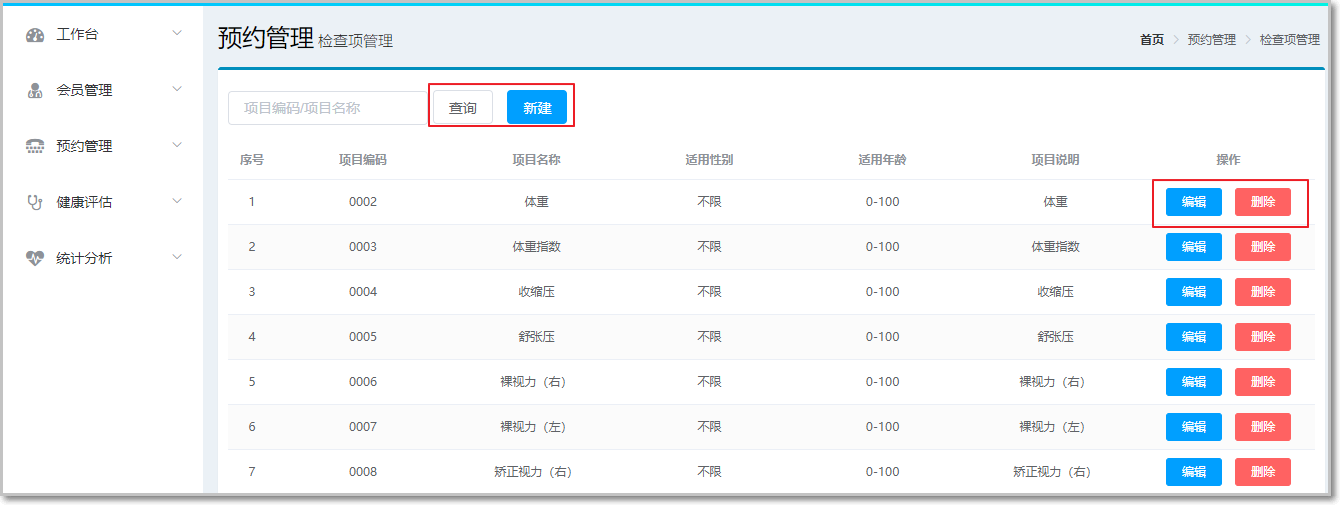 工作台
会员管理
预约管理
健康评估
统计分析
预约管理 检查项管理
首页 > 预约管理 > 检查项管理
项目编码/项目名称 查询 新建
序号 项目编码 项目名称 适用性别 适用年龄 项目说明 操作
1 0002 体重 不限 0-100 体重 编辑 删除
2 0003 体重指数 不限 0-100 体重指数 编辑 删除
3 0004 收缩压 不限 0-100 收缩压 编辑 删除
4 0005 舒张压 不限 0-100 舒张压 编辑 删除
5 0006 裸视力（右） 不限 0-100 裸视力（右） 编辑 删除
6 0007 裸视力（左） 不限 0-100 裸视力（左） 编辑 删除
7 0008 矫正视力（右） 不限 0-100 矫正视力（右） 编辑 删除